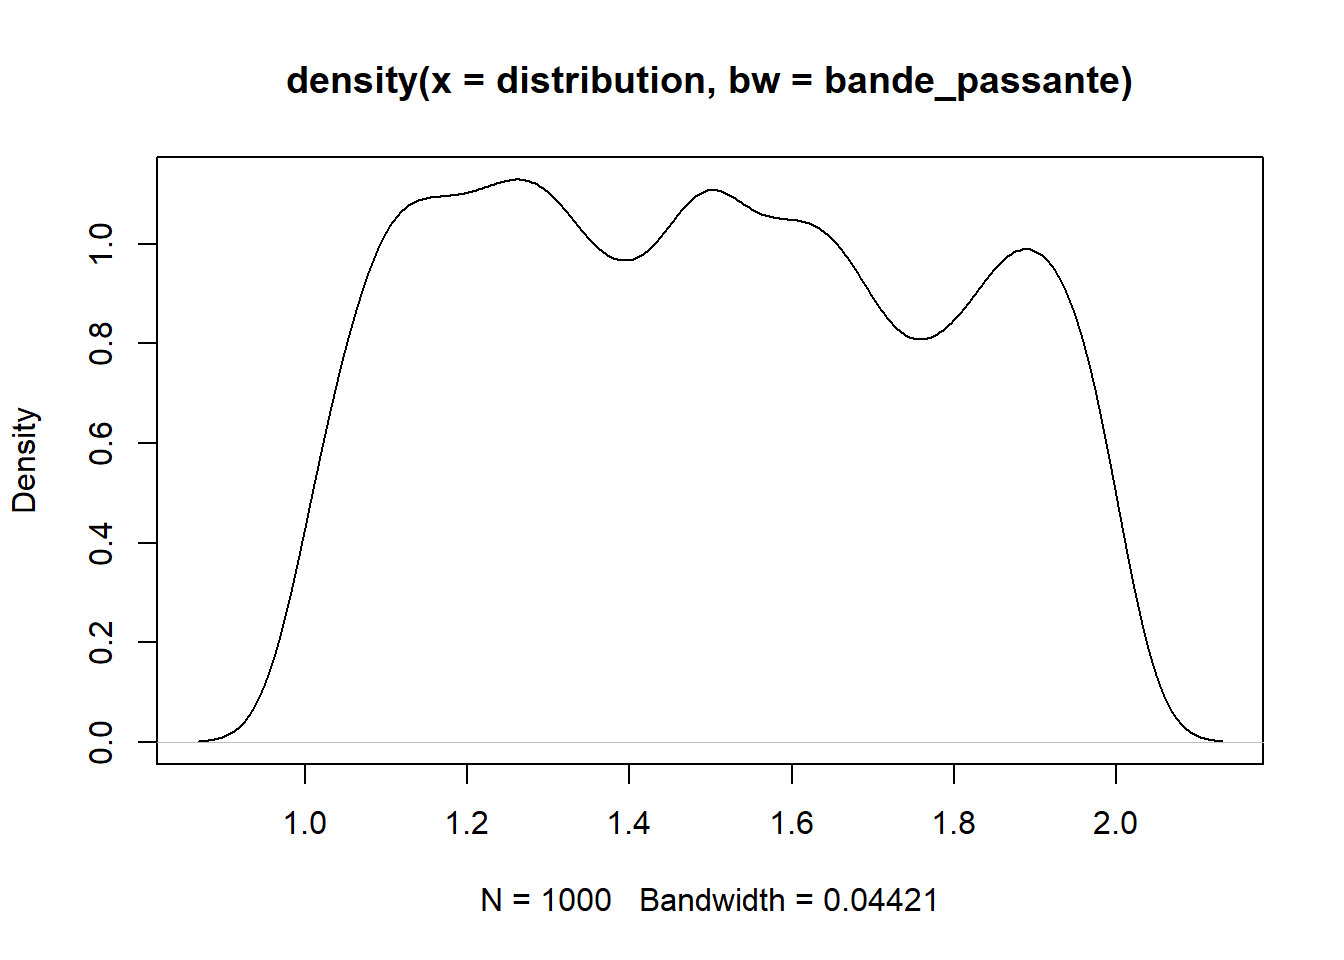 density(x = distribution, bw = bande_passante)
Density
0.0 0.2 0.4 0.6 0.8 1.0
1.0 1.2 1.4 1.6 1.8 2.0
N = 1000 Bandwidth = 0.04421